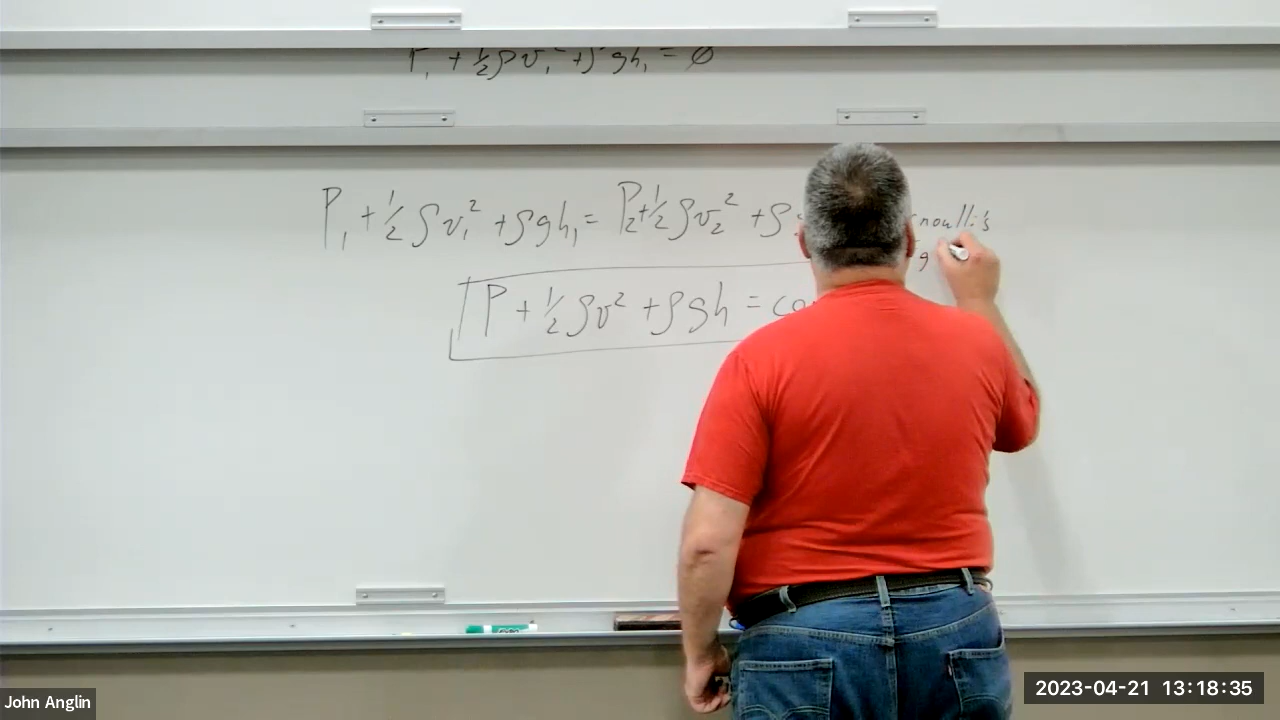 P₁ + ½ρv₁² + ρgh₁ = ∅
P₁ + ½ρv₁² + ρgh₁ = P₂ + ½ρv₂² + ρ
P + ½ρv² + ρgh = co
noulli's
John Anglin
2023-04-21 13:18:35